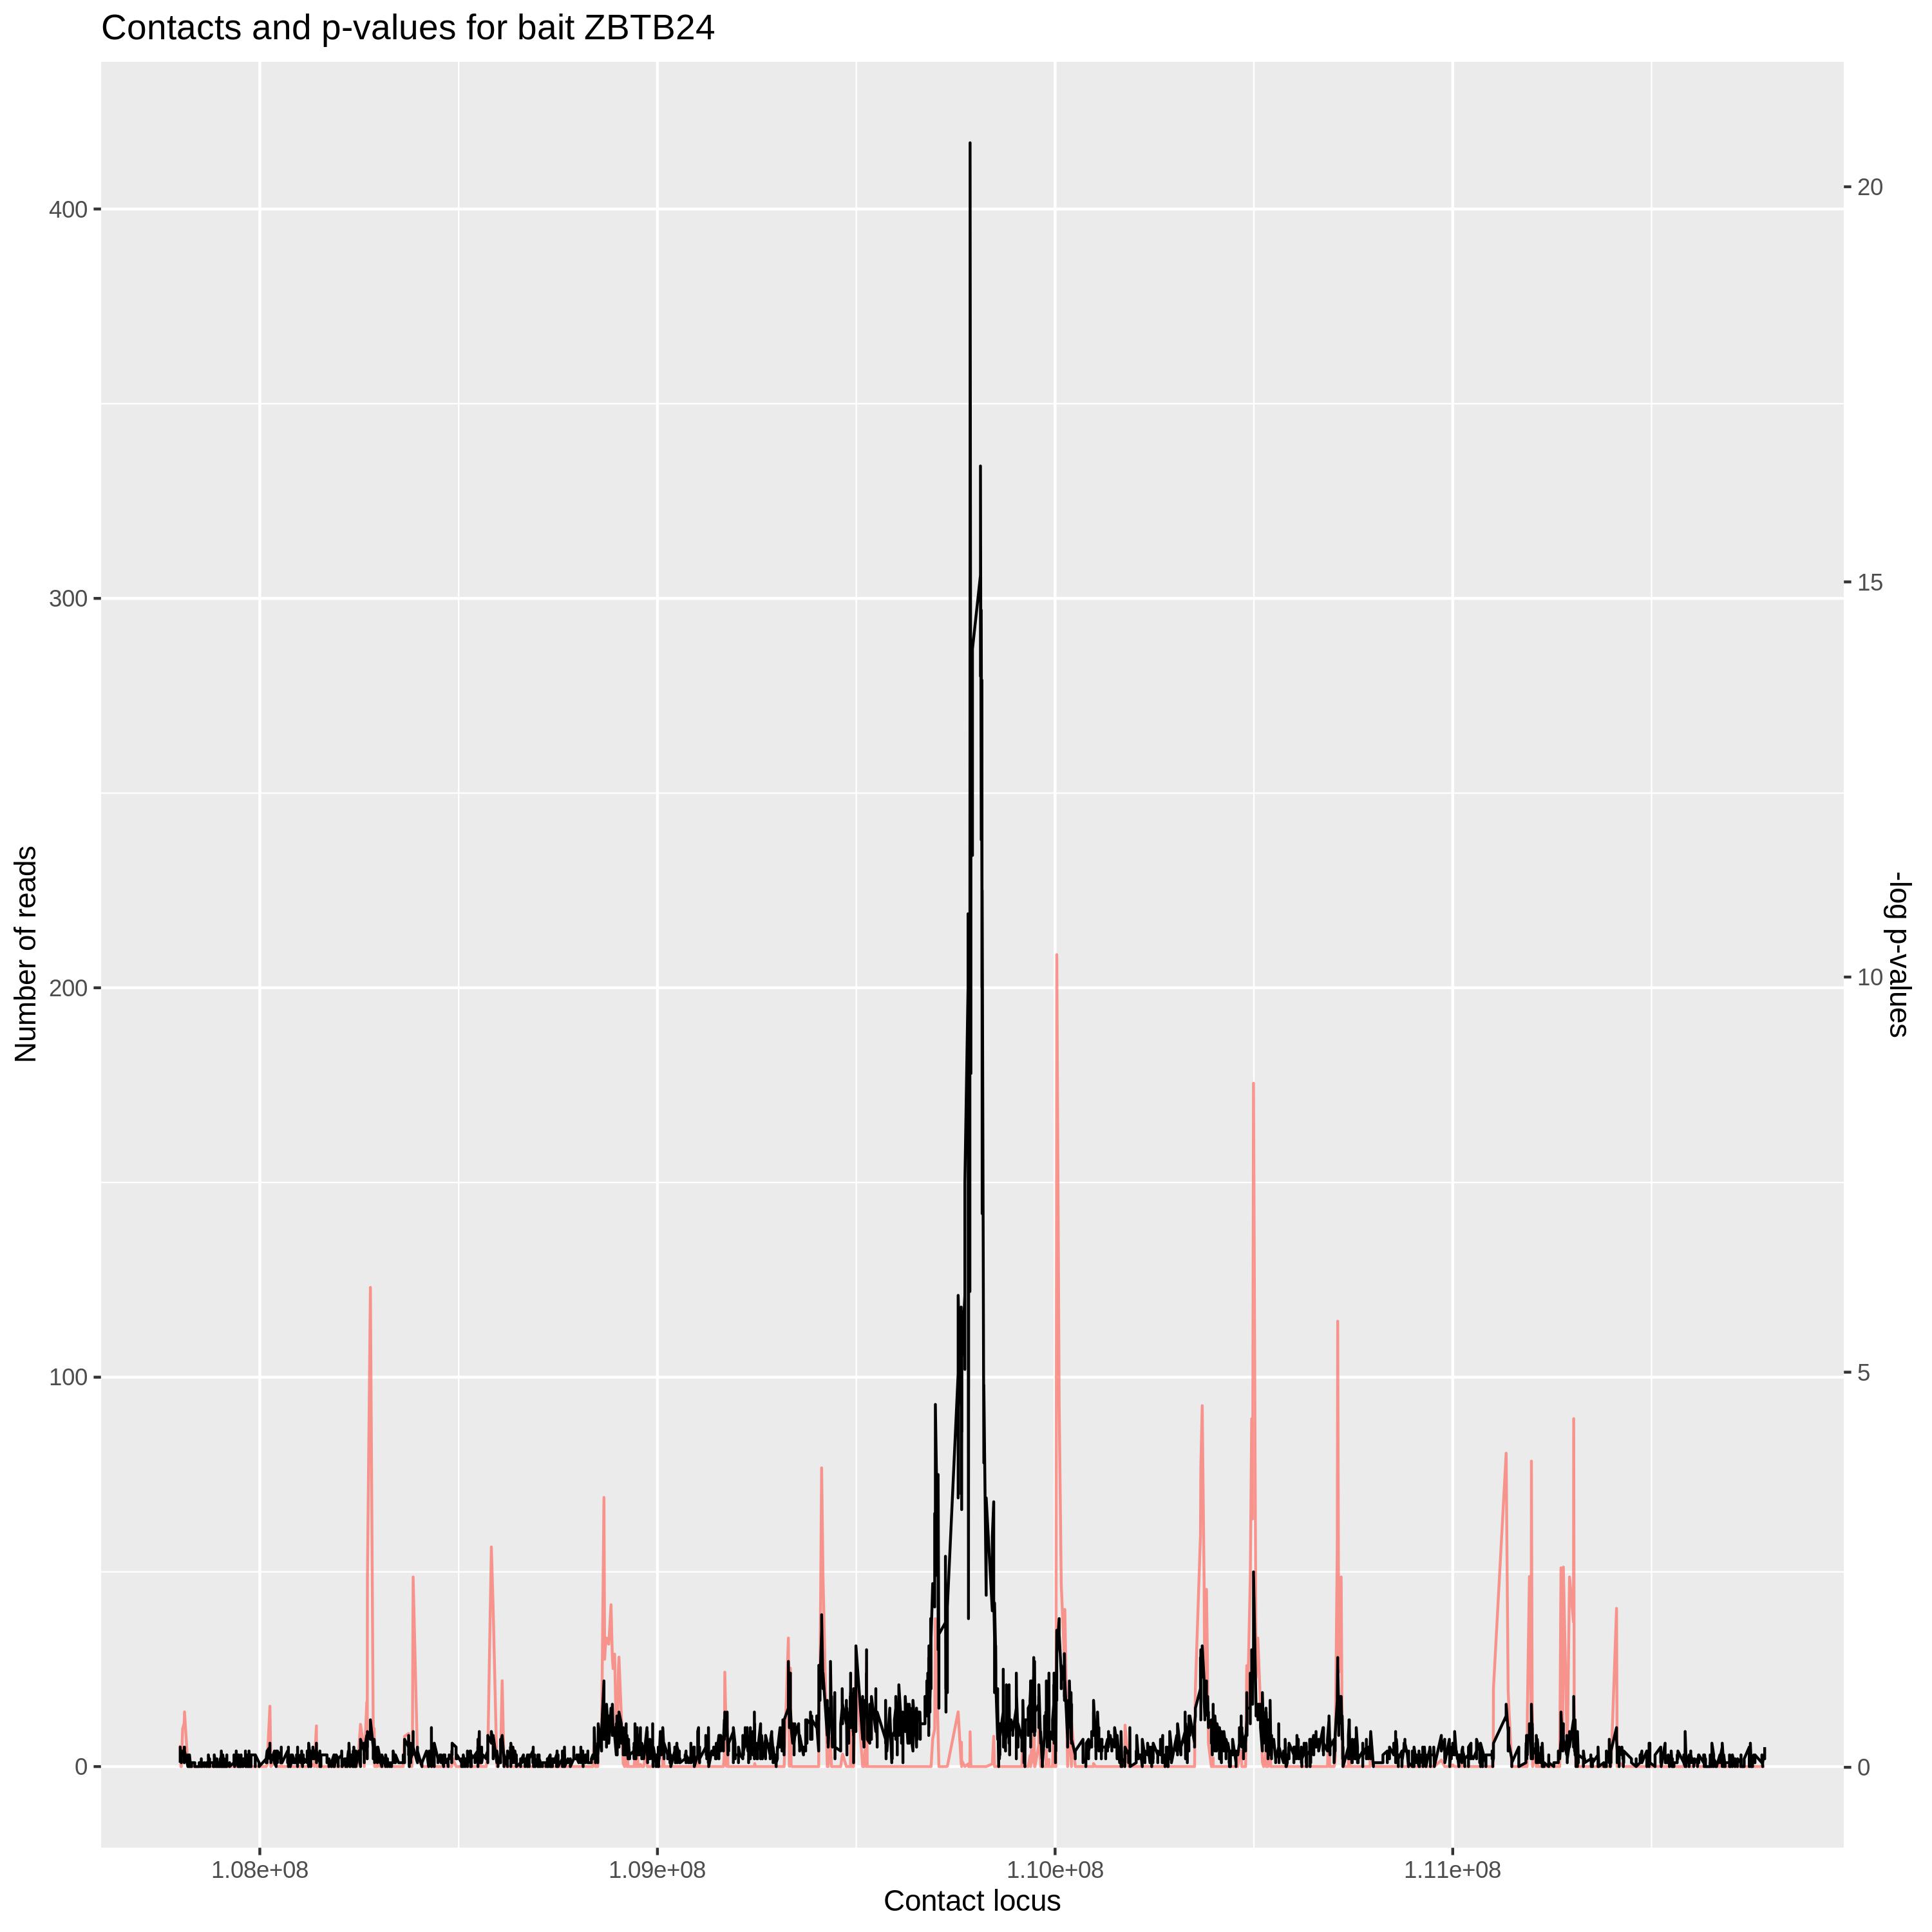 Contacts and p-values for bait ZBTB24
400
300
200
100
0
Number of reads
20
15
10
5
0
-log p-values
1.08e+08
1.09e+08
1.10e+08
1.11e+08
Contact locus